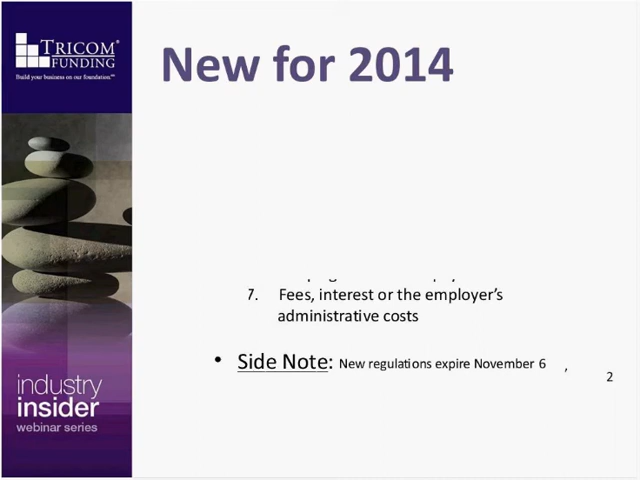 TRICOM®
FUNDING
Build your business on our foundation.℠
New for 2014
7. Fees, interest or the employer's
administrative costs
• Side Note: New regulations expire November 6 ,
2
industry
insider
webinar series